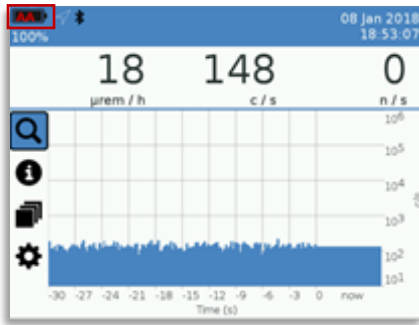 AA
08 Jan 2018
100%
18:53:07
18 148 0
µrem / h c / s n / s
10⁶
10⁵
10⁴
10³
10²
10¹
-30 -27 -24 -21 -18 -15 -12 -9 -6 -3 0 now
Time (s)